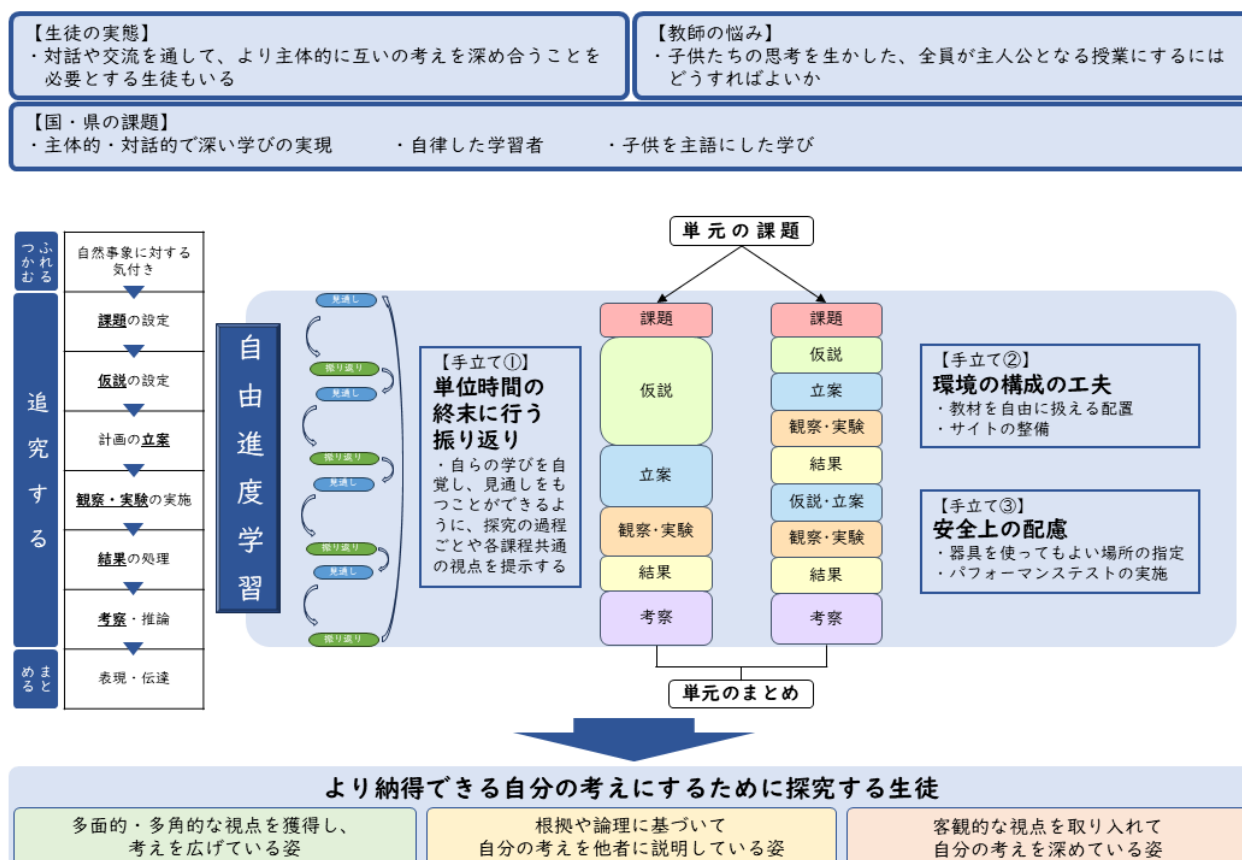 【生徒の実態】
・対話や交流を通して、より主体的に互いの考えを深め合うことを
必要とする生徒もいる
【教師の悩み】
・子供たちの思考を生かした、全員が主人公となる授業にするには
どうすればよいか
【国・県の課題】
・主体的・対話的で深い学びの実現　・自律した学習者　・子供を主語にした学び
ふれる
つかむ
自然事象に対する
気付き
追究する
課題の設定
仮説の設定
計画の立案
観察・実験の実施
結果の処理
考察・推論
まとめる
表現・伝達
自由進度学習
見通し
振り返り
見通し
振り返り
見通し
振り返り
見通し
振り返り
【手立て①】
単位時間の
終末に行う
振り返り
・自らの学びを自
覚し、見通しをも
つことができるよ
うに、探究の過程
ごとや各課程共通
の視点を提示する
単元の課題
課題
仮説
立案
観察・実験
結果
考察
課題
仮説
立案
観察・実験
結果
仮説・立案
観察・実験
結果
考察
単元のまとめ
【手立て②】
環境の構成の工夫
・教材を自由に扱える配置
・サイトの整備
【手立て③】
安全上の配慮
・器具を使ってもよい場所の指定
・パフォーマンステストの実施
より納得できる自分の考えにするために探究する生徒
多面的・多角的な視点を獲得し、
考えを広げている姿
根拠や論理に基づいて
自分の考えを他者に説明している姿
客観的な視点を取り入れて
自分の考えを深めている姿